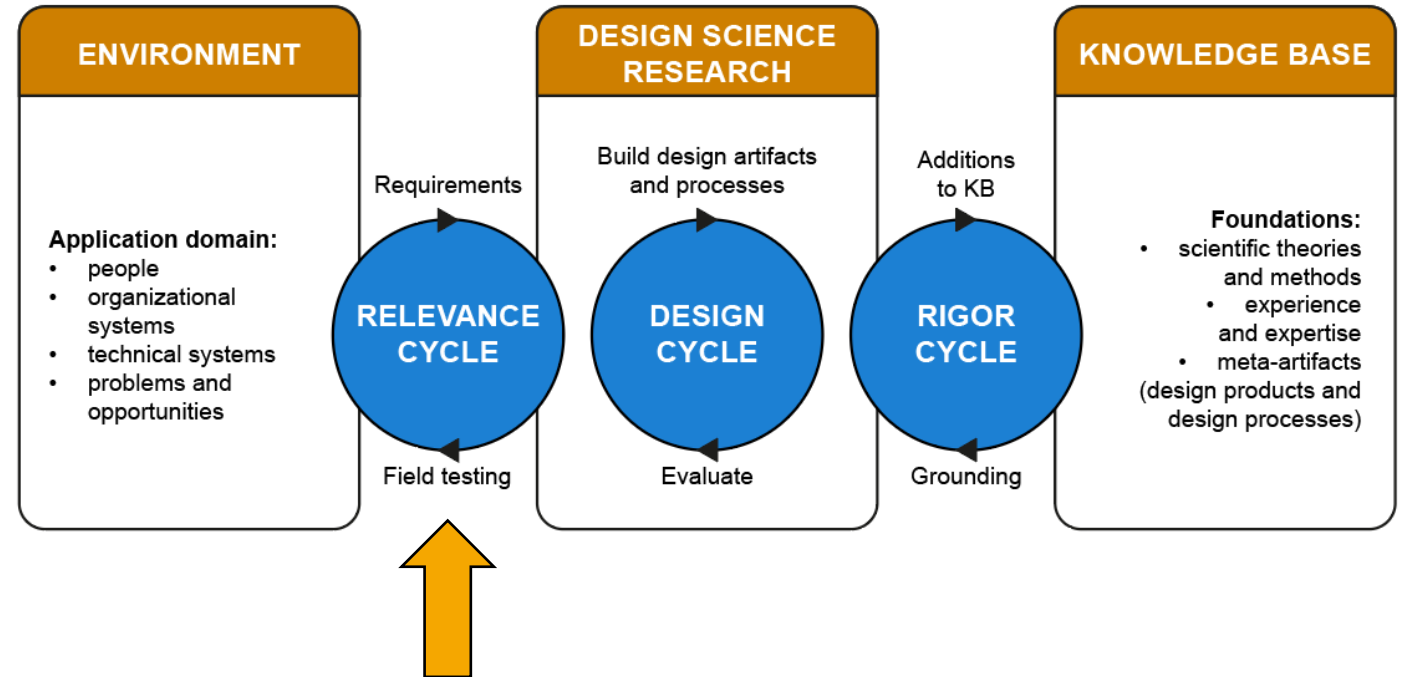 ENVIRONMENT
Application domain:
• people
• organizational
systems
• technical systems
• problems and
opportunities
Requirements
RELEVANCE
CYCLE
Field testing
DESIGN SCIENCE
RESEARCH
Build design artifacts
and processes
DESIGN
CYCLE
Evaluate
Additions
to KB
RIGOR
CYCLE
Grounding
KNOWLEDGE BASE
Foundations:
• scientific theories
and methods
• experience
and expertise
• meta-artifacts
(design products and
design processes)